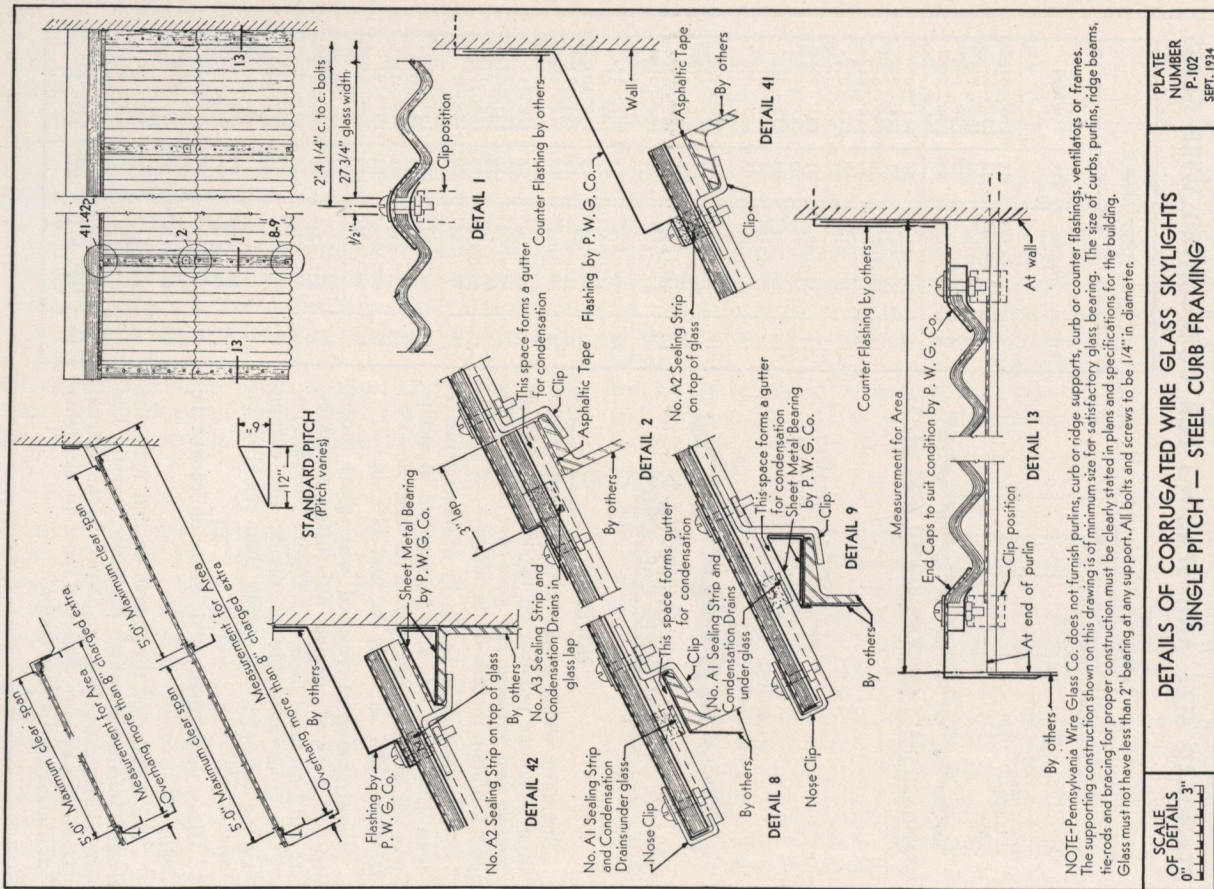 5'-0" Maximum clear span
Measurement for Area
Overhang more than 8" charged extra
5'-0" Maximum clear span
5'-0" Maximum clear span
Measurement for Area
Overhang more than 8" charged extra
12"
6"
STANDARD PITCH
(Pitch varies)
41-42
2
8-9
13
1
13
2'-4 1/4" c. to c. bolts
27 3/4" glass width
1/2"
Clip position
DETAIL 1
By others
Flashing by
P. W. G. Co.
Sheet Metal Bearing
by P. W. G. Co.
No. A2 Sealing Strip on top of glass
By others
DETAIL 42
3" lap
This space forms a gutter
for condensation
Clip
Asphaltic Tape
No. A3 Sealing Strip and
Condensation Drains in
glass lap
By others
DETAIL 2
Counter Flashing by others
Flashing by P. W. G. Co.
Wall
No. A2 Sealing Strip
on top of glass
Asphaltic Tape
By others
Clip
DETAIL 41
No. A1 Sealing Strip
and Condensation
Drains under glass
Nose Clip
This space forms gutter
for condensation
Clip
By others
DETAIL 8
No. A1 Sealing Strip and
Condensation Drains
under glass
Nose Clip
This space forms a gutter
for condensation
Sheet Metal Bearing
by P. W. G. Co.
Clip
By others
DETAIL 9
Counter Flashing by others
Measurement for Area
End Caps to suit condition by P. W. G. Co.
Clip position
At end of purlin
At wall
By others
DETAIL 13
NOTE-Pennsylvania Wire Glass Co. does not furnish purlins, curb or ridge supports, curb or counter flashings, ventilators or frames.
The supporting construction shown on this drawing is of minimum size for satisfactory glass bearing. The size of curbs, purlins, ridge beams,
tie-rods and bracing for proper construction must be clearly stated in plans and specifications for the building.
Glass must not have less than 2" bearing at any support. All bolts and screws to be 1/4" in diameter.
SCALE
OF DETAILS
0" 3"
DETAILS OF CORRUGATED WIRE GLASS SKYLIGHTS
SINGLE PITCH — STEEL CURB FRAMING
PLATE
NUMBER
P-102
SEPT. 1934